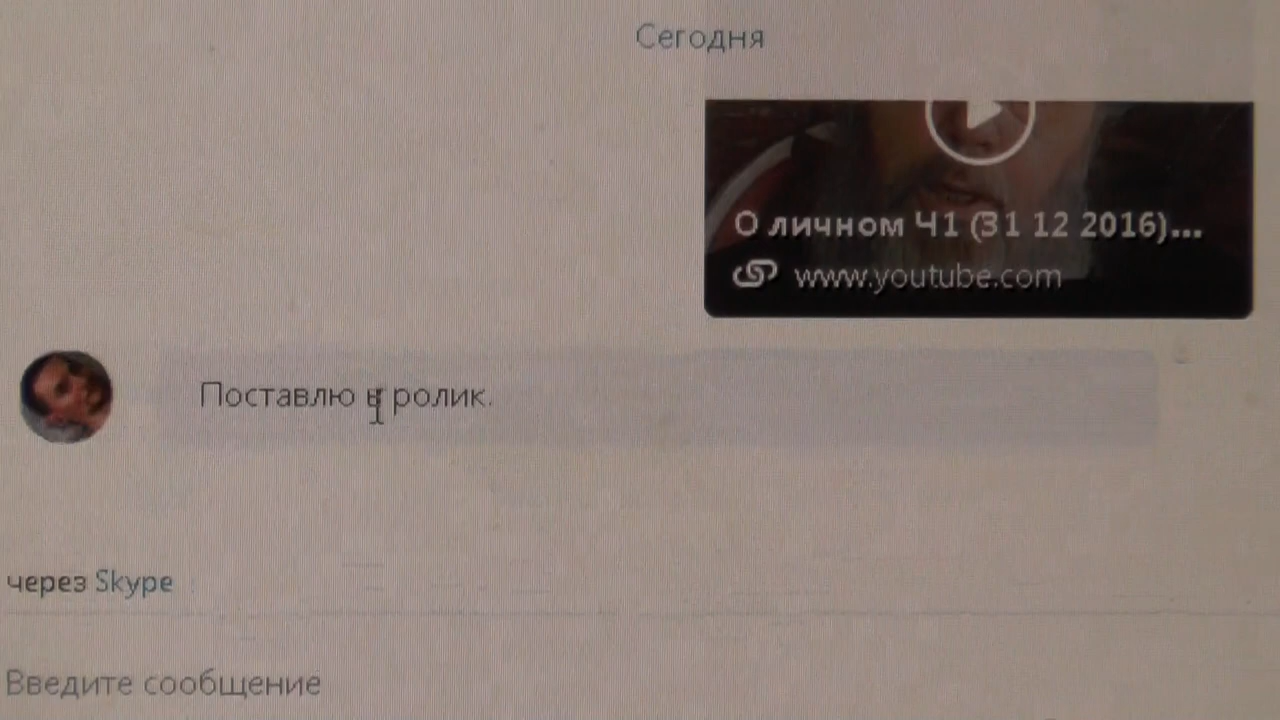 Сегодня
О личном Ч1 (31 12 2016)...
www.youtube.com
Поставлю в ролик.
через Skype
Введите сообщение